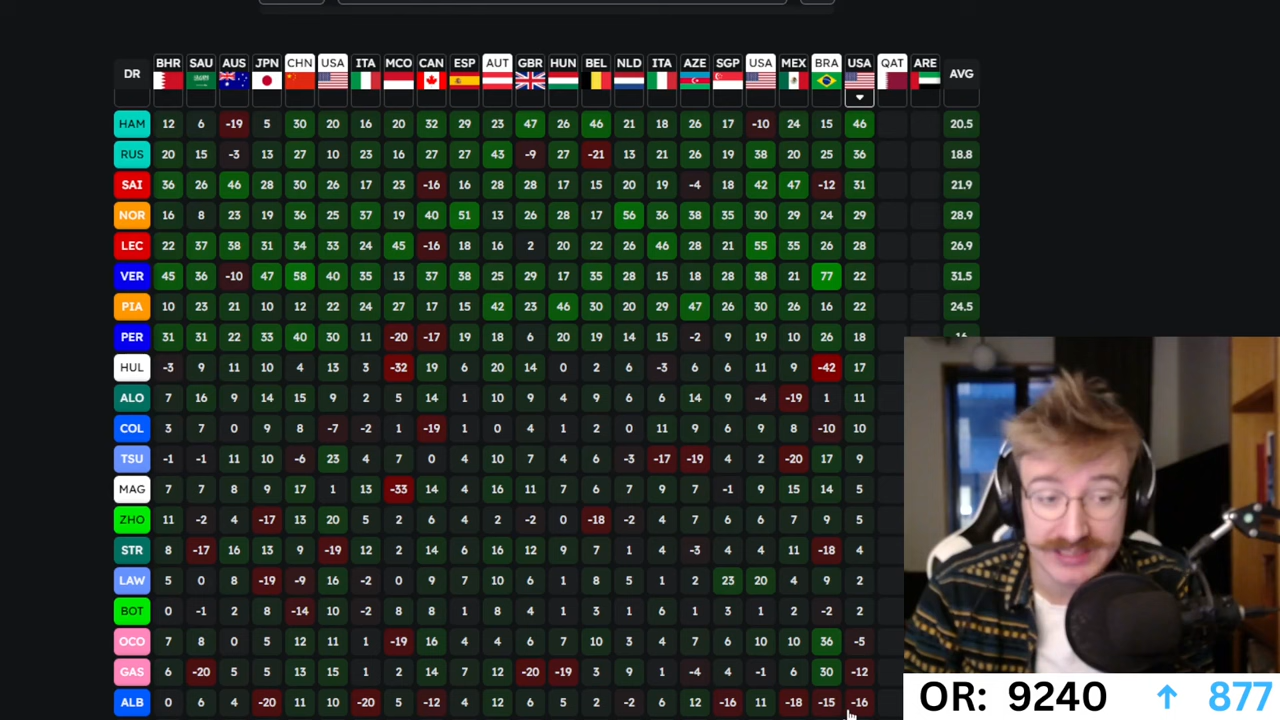 DR BHR SAU AUS JPN CHN USA ITA MCO CAN ESP AUT GBR HUN BEL NLD ITA AZE SGP USA MEX BRA USA QAT ARE AVG
HAM 12 6 -19 5 30 20 16 20 32 29 23 47 26 46 21 18 26 17 -10 24 15 46 20.5
RUS 20 15 -3 13 27 10 23 16 27 27 43 -9 27 -21 13 21 26 19 38 20 25 36 18.8
SAI 36 26 46 28 30 26 17 23 -16 16 28 28 17 15 20 19 -4 18 42 47 -12 31 21.9
NOR 16 8 23 19 36 25 37 19 40 51 13 26 28 17 56 36 38 35 30 29 24 29 28.9
LEC 22 37 38 31 34 33 24 45 -16 18 16 2 20 22 26 46 28 21 55 35 26 28 26.9
VER 45 36 -10 47 58 40 35 13 37 38 25 29 17 35 28 15 18 28 38 21 77 22 31.5
PIA 10 23 21 10 12 22 24 27 17 15 42 23 46 30 20 29 47 26 30 26 16 22 24.5
PER 31 31 22 33 40 30 11 -20 -17 19 18 6 20 19 14 15 -2 9 19 10 26 18
HUL -3 9 11 10 4 13 3 -32 19 6 20 14 0 2 6 -3 6 6 11 9 -42 17
ALO 7 16 9 14 15 9 2 5 14 1 10 9 4 9 6 6 14 9 -4 -19 1 11
COL 3 7 0 9 8 -7 -2 1 -19 1 0 4 1 2 0 11 9 6 9 8 -10 10
TSU -1 -1 11 10 -6 23 4 7 0 4 10 7 4 6 -3 -17 -19 4 2 -20 17 9
MAG 7 7 8 9 17 1 13 -33 14 4 16 11 7 6 7 9 7 -1 9 15 14 5
ZHO 11 -2 4 -17 13 20 5 2 6 4 2 -2 0 -18 -2 4 7 6 6 7 9 5
STR 8 -17 16 13 9 -19 12 2 14 6 16 12 9 7 1 4 -3 4 4 11 -18 4
LAW 5 0 8 -19 -9 16 -2 0 9 7 10 6 1 8 5 1 2 23 20 4 9 2
BOT 0 -1 2 8 -14 10 -2 8 8 1 8 4 1 3 1 6 1 3 1 2 -2 2
OCO 7 8 0 5 12 11 1 -19 16 4 4 6 7 10 3 4 7 6 10 10 36 -5
GAS 6 -20 5 5 13 15 1 2 14 7 12 -20 -19 3 9 1 -4 4 -1 6 30 -12
ALB 0 6 4 -20 11 10 -20 4 -12 4 12 6 5 2 -2 6 12 -16 11 -18 -15 -16
OR: 9240 ↑ 877